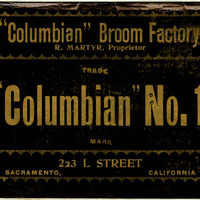 "Columbian" Broom Factory
R. MARTYR, Proprietor
TRADE
"Columbian" No. 1
MARK
223 L STREET
SACRAMENTO, CALIFORNIA